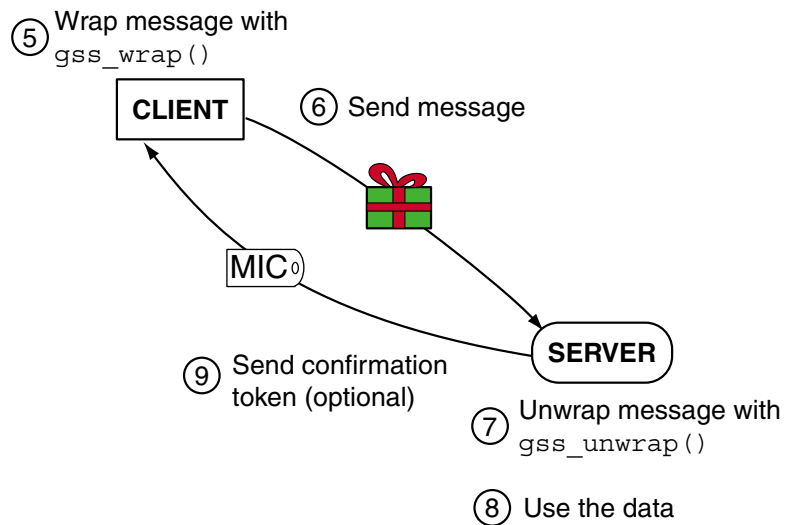 5 Wrap message with
gss_wrap()
CLIENT
6 Send message
MIC
SERVER
9 Send confirmation
token (optional)
7 Unwrap message with
gss_unwrap()
8 Use the data